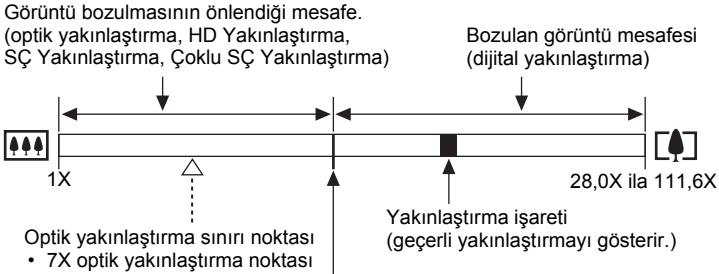 Görüntü bozulmasının önlendiği mesafe.
(optik yakınlaştırma, HD Yakınlaştırma,
SÇ Yakınlaştırma, Çoklu SÇ Yakınlaştırma)
Bozulan görüntü mesafesi
(dijital yakınlaştırma)
1X
28,0X ila 111,6X
Optik yakınlaştırma sınırı noktası
• 7X optik yakınlaştırma noktası
Yakınlaştırma işareti
(geçerli yakınlaştırmayı gösterir.)